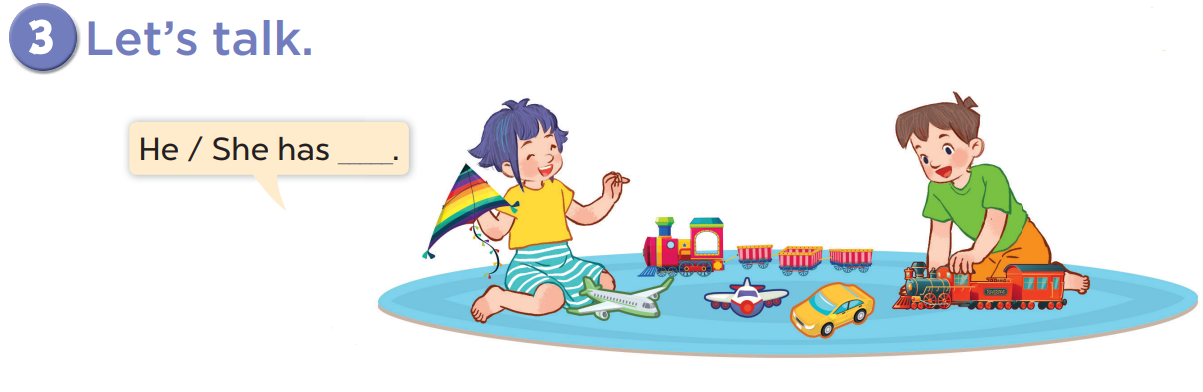 3 Let's talk.
He / She has ____.